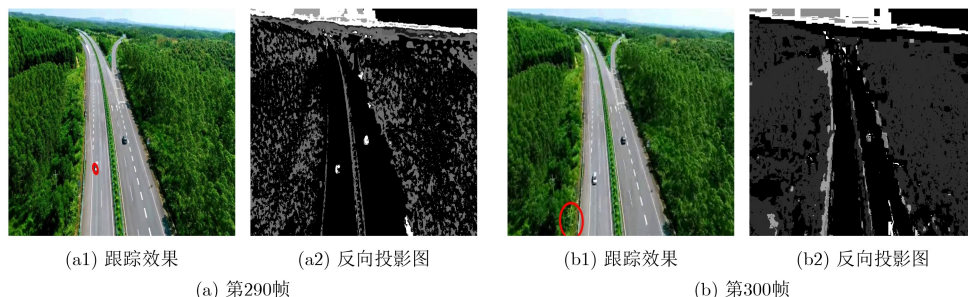 (a1) 跟踪效果 (a2) 反向投影图 (b1) 跟踪效果 (b2) 反向投影图
(a) 第290帧 (b) 第300帧